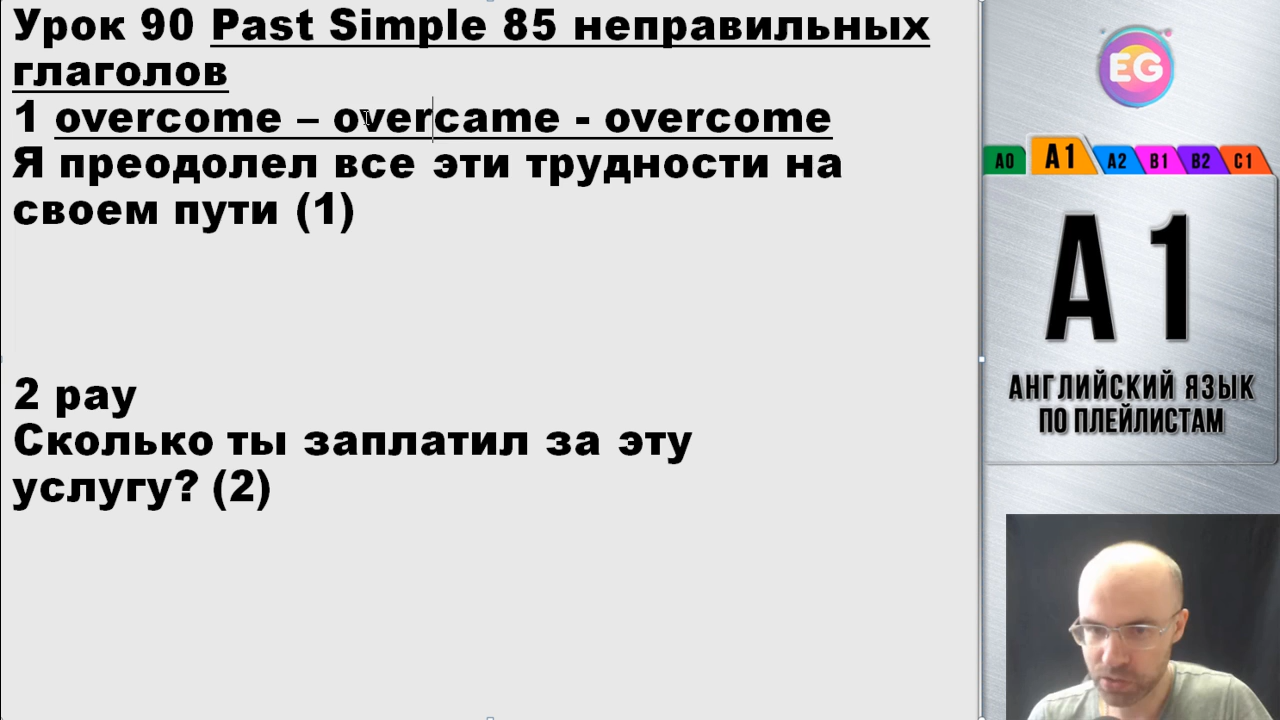 Урок 90 Past Simple 85 неправильных
глаголов
1 overcome – overcame - overcome
Я преодолел все эти трудности на
своем пути (1)
2 pay
Сколько ты заплатил за эту
услугу? (2)
EG
A0 A1 A2 B1 B2 C1
A 1
АНГЛИЙСКИЙ ЯЗЫК
ПО ПЛЕЙЛИСТАМ